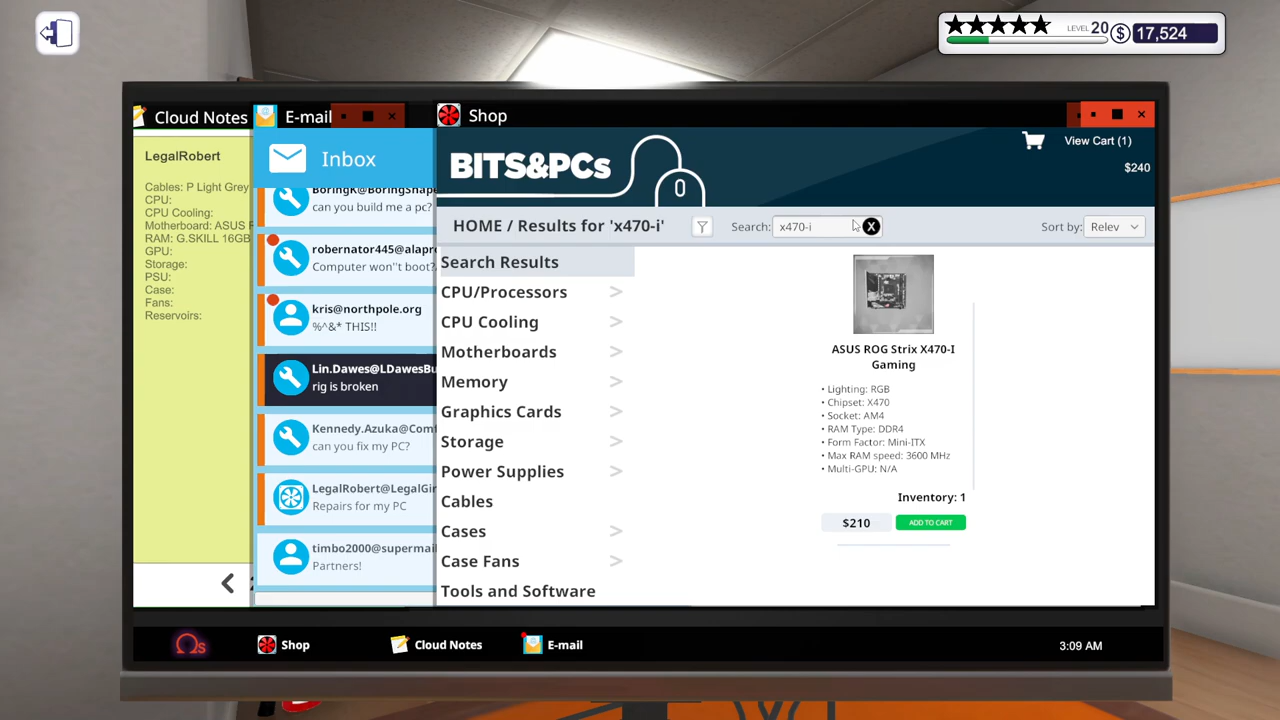 LEVEL 20 $ 17,524
Cloud Notes
LegalRobert
Cables: P Light Grey
CPU:
CPU Cooling:
Motherboard: ASUS
RAM: G.SKILL 16GB
GPU:
Storage:
PSU:
Case:
Fans:
Reservoirs:
E-mail
Inbox
BoringK@BoringShape
can you build me a pc?
robernator445@alapro
Computer won''t boot?
kris@northpole.org
%^&* THIS!!
Lin.Dawes@LDawesBu
rig is broken
Kennedy.Azuka@Com
can you fix my PC?
LegalRobert@LegalGi
Repairs for my PC
timbo2000@supermai
Partners!
Shop
BITS&PCs
View Cart (1)
$240
HOME / Results for 'x470-i'
Search: x470-i X
Sort by: Relev
Search Results
CPU/Processors >
CPU Cooling >
Motherboards >
Memory >
Graphics Cards >
Storage >
Power Supplies >
Cables
Cases >
Case Fans >
Tools and Software
ASUS ROG Strix X470-I
Gaming
• Lighting: RGB
• Chipset: X470
• Socket: AM4
• RAM Type: DDR4
• Form Factor: Mini-ITX
• Max RAM speed: 3600 MHz
• Multi-GPU: N/A
Inventory: 1
$210 ADD TO CART
Ωs Shop Cloud Notes E-mail 3:09 AM